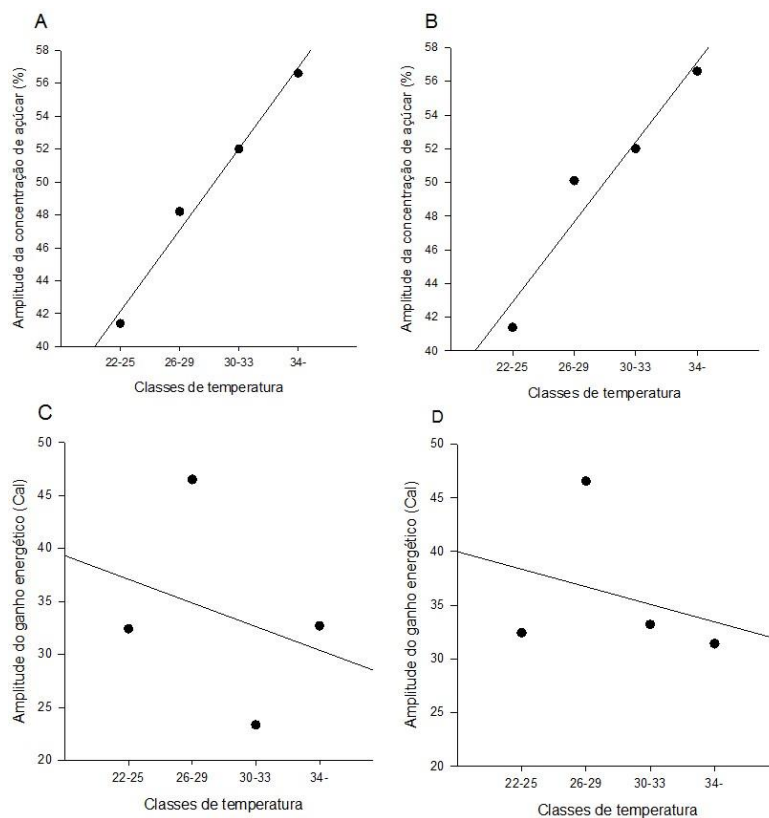 A
Amplitude da concentração de açúcar (%)
58
56
54
52
50
48
46
44
42
40
22-25 26-29 30-33 34-
Classes de temperatura
B
Amplitude da concentração de açúcar (%)
58
56
54
52
50
48
46
44
42
40
22-25 26-29 30-33 34-
Classes de temperatura
C
Amplitude do ganho energético (Cal)
50
45
40
35
30
25
20
22-25 26-29 30-33 34-
Classes de temperatura
D
Amplitude do ganho energético (Cal)
50
45
40
35
30
25
20
22-25 26-29 30-33 34-
Classes de temperatura